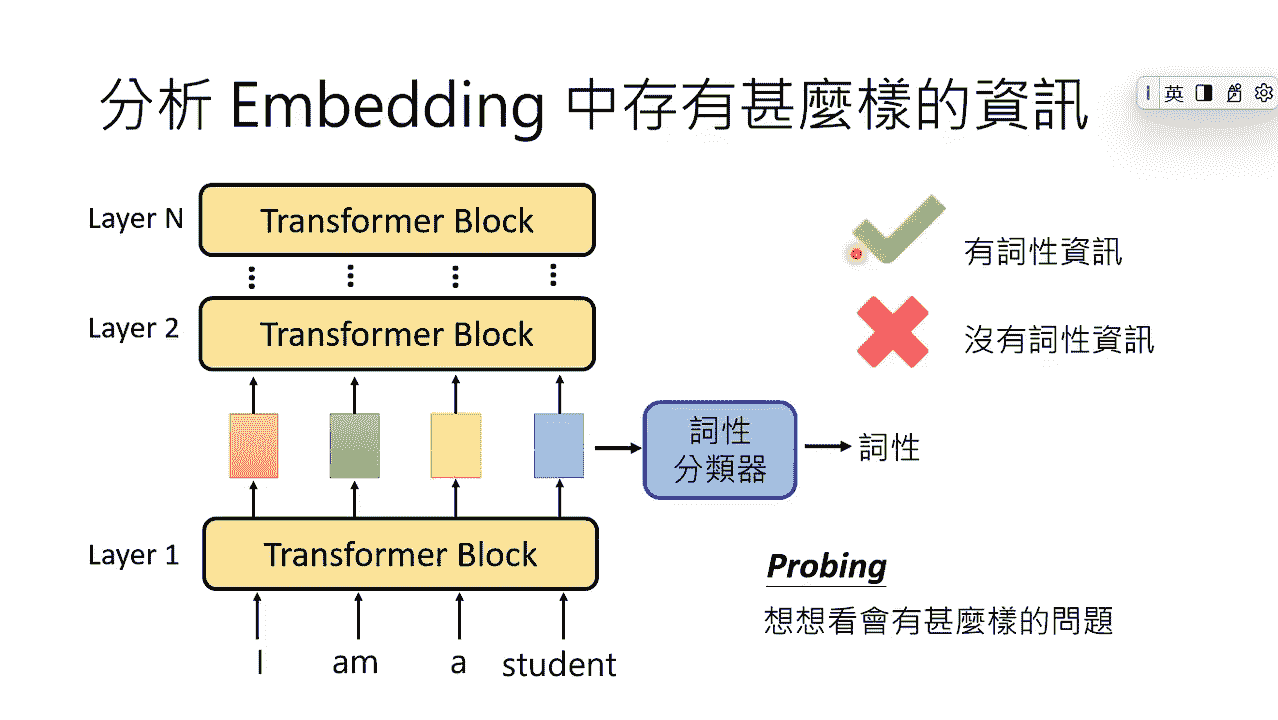 分析 Embedding 中存有甚麼樣的資訊
英
Layer N
Transformer Block
有詞性資訊
Layer 2
Transformer Block
沒有詞性資訊
詞性
分類器
詞性
Layer 1
Transformer Block
Probing
想想看會有甚麼樣的問題
I am a student